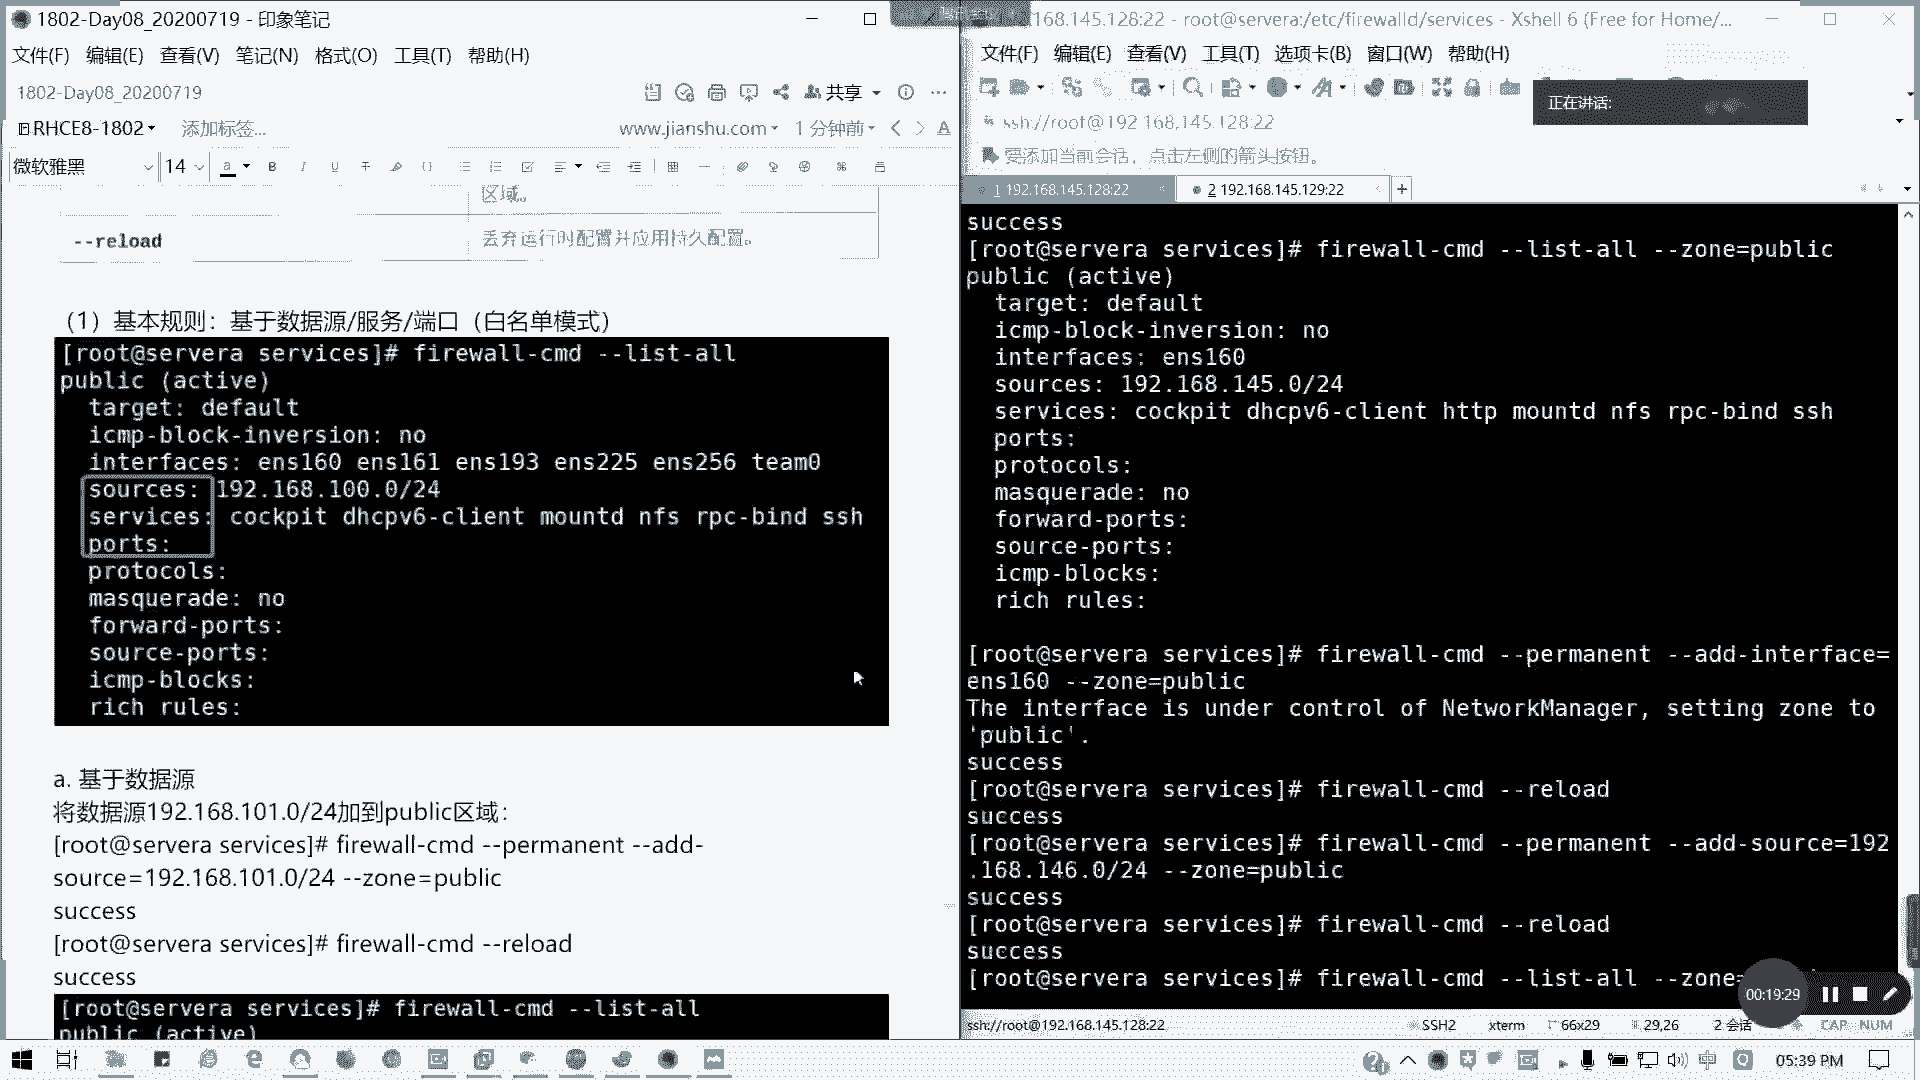 1802-Day08_20200719 - 印象笔记
文件(F) 编辑(E) 查看(V) 笔记(N) 格式(O) 工具(T) 帮助(H)
1802-Day08_20200719
共享
RHCE8-1802
添加标签...
www.jianshu.com
1 分钟前
微软雅黑
14
区域。
--reload
丢弃运行时配置并应用持久配置。
（1）基本规则：基于数据源/服务/端口（白名单模式）
[root@servera services]# firewall-cmd --list-all
public (active)
target: default
icmp-block-inversion: no
interfaces: ens160 ens161 ens193 ens225 ens256 team0
sources: 192.168.100.0/24
services: cockpit dhcpv6-client mountd nfs rpc-bind ssh
ports:
protocols:
masquerade: no
forward-ports:
source-ports:
icmp-blocks:
rich rules:
a. 基于数据源
将数据源192.168.101.0/24加到public区域：
[root@servera services]# firewall-cmd --permanent --add-
source=192.168.101.0/24 --zone=public
success
[root@servera services]# firewall-cmd --reload
success
[root@servera services]# firewall-cmd --list-all
public (active)
.168.145.128:22 - root@servera:/etc/firewalld/services - Xshell 6 (Free for Home/...
文件(F) 编辑(E) 查看(V) 工具(T) 选项卡(B) 窗口(W) 帮助(H)
正在讲话:
ssh://root@192.168.145.128:22
要添加当前会话，点击左侧的箭头按钮。
1 192.168.145.128:22
2 192.168.145.129:22
success
[root@servera services]# firewall-cmd --list-all --zone=public
public (active)
target: default
icmp-block-inversion: no
interfaces: ens160
sources: 192.168.145.0/24
services: cockpit dhcpv6-client http mountd nfs rpc-bind ssh
ports:
protocols:
masquerade: no
forward-ports:
source-ports:
icmp-blocks:
rich rules:
[root@servera services]# firewall-cmd --permanent --add-interface=
ens160 --zone=public
The interface is under control of NetworkManager, setting zone to
'public'.
success
[root@servera services]# firewall-cmd --reload
success
[root@servera services]# firewall-cmd --permanent --add-source=192
.168.146.0/24 --zone=public
success
[root@servera services]# firewall-cmd --reload
success
[root@servera services]# firewall-cmd --list-all --zone=
00:19:29
ssh://root@192.168.145.128:22
SSH2
xterm
66x29
29,26
2 会话
CAP NUM
中
05:39 PM